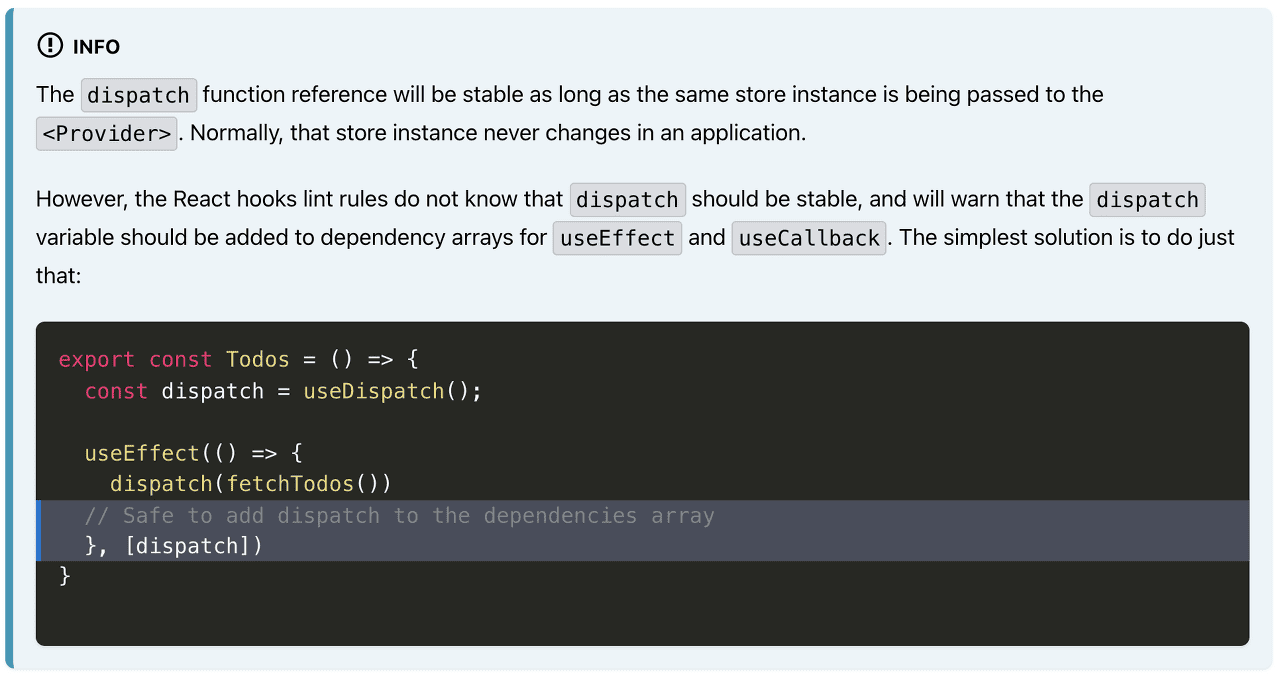 INFO
The dispatch function reference will be stable as long as the same store instance is being passed to the
<Provider>. Normally, that store instance never changes in an application.
However, the React hooks lint rules do not know that dispatch should be stable, and will warn that the dispatch
variable should be added to dependency arrays for useEffect and useCallback. The simplest solution is to do just
that:
export const Todos = () => {
  const dispatch = useDispatch();
  useEffect(() => {
    dispatch(fetchTodos())
  // Safe to add dispatch to the dependencies array
  }, [dispatch])
}